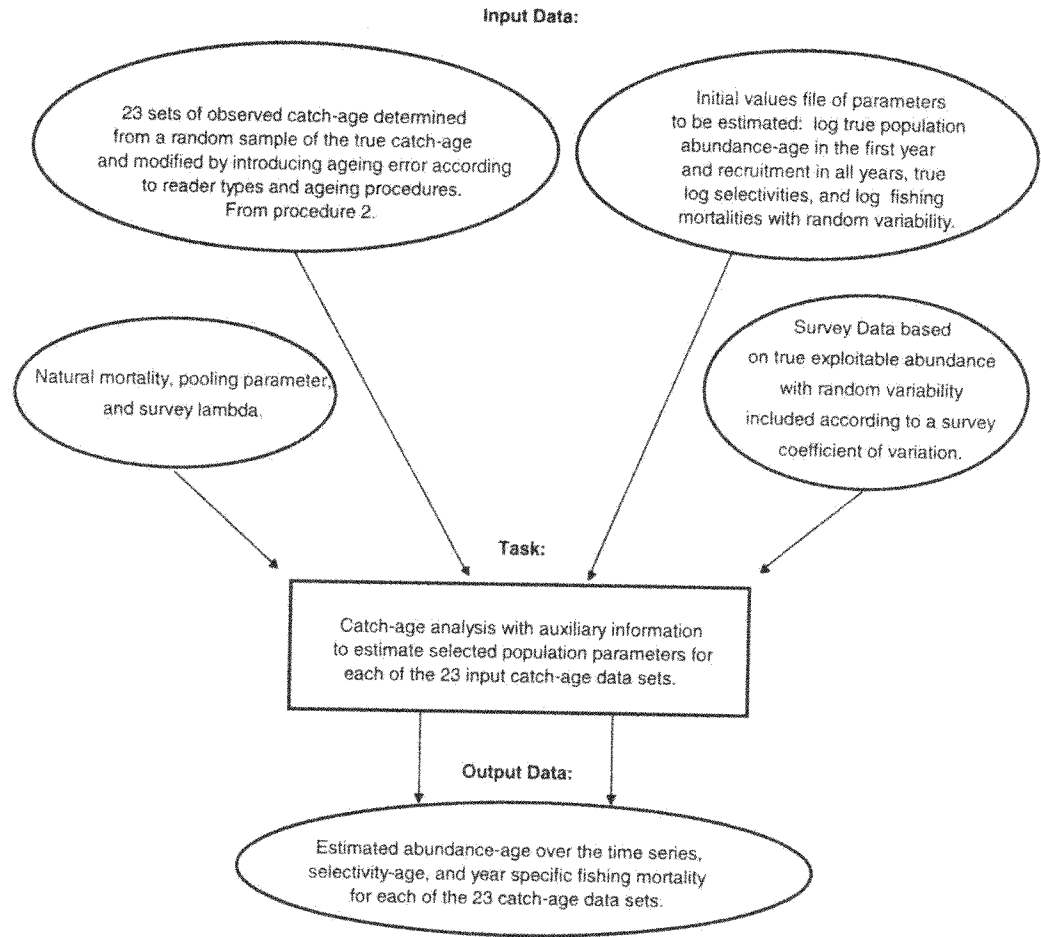 Input Data:
23 sets of observed catch-age determined
from a random sample of the true catch-age
and modified by introducing ageing error according
to reader types and ageing procedures.
From procedure 2.
Initial values file of parameters
to be estimated: log true population
abundance-age in the first year
and recruitment in all years, true
log selectivities, and log fishing
mortalities with random variability.
Natural mortality, pooling parameter,
and survey lambda.
Survey Data based
on true exploitable abundance
with random variability
included according to a survey
coefficient of variation.
Task:
Catch-age analysis with auxiliary information
to estimate selected population parameters for
each of the 23 input catch-age data sets.
Output Data:
Estimated abundance-age over the time series,
selectivity-age, and year specific fishing mortality
for each of the 23 catch-age data sets.